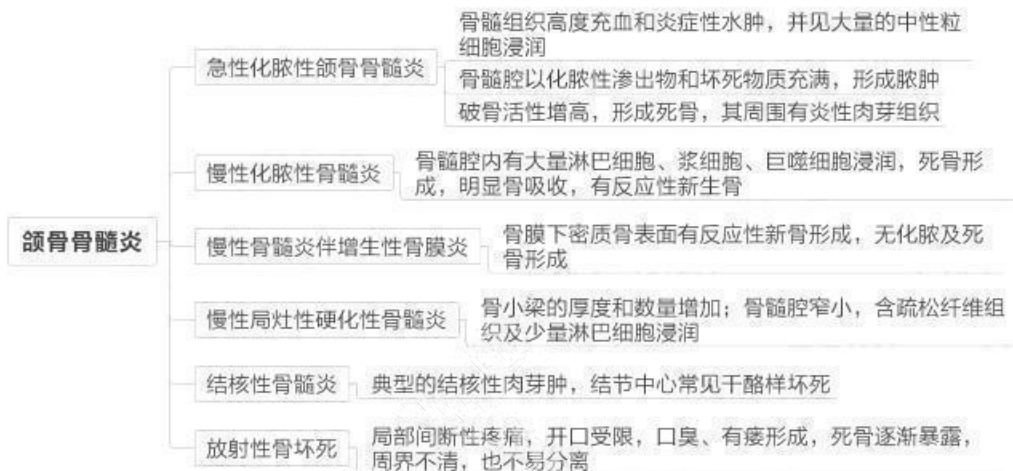 颌骨骨髓炎
急性化脓性颌骨骨髓炎
骨髓组织高度充血和炎症性水肿，并见大量的中性粒
细胞浸润
骨髓腔以化脓性渗出物和坏死物质充满，形成脓肿
破骨活性增高，形成死骨，其周围有炎性肉芽组织
慢性化脓性骨髓炎
骨髓腔内有大量淋巴细胞、浆细胞、巨噬细胞浸润，死骨形
成，明显骨吸收，有反应性新生骨
慢性骨髓炎伴增生性骨膜炎
骨膜下密质骨表面有反应性新骨形成，无化脓及死
骨形成
慢性局灶性硬化性骨髓炎
骨小梁的厚度和数量增加；骨髓腔窄小，含疏松纤维组
织及少量淋巴细胞浸润
结核性骨髓炎
典型的结核性肉芽肿，结节中心常见干酪样坏死
放射性骨坏死
局部间断性疼痛，开口受限，口臭、有瘘形成，死骨逐渐暴露，
周界不清，也不易分离